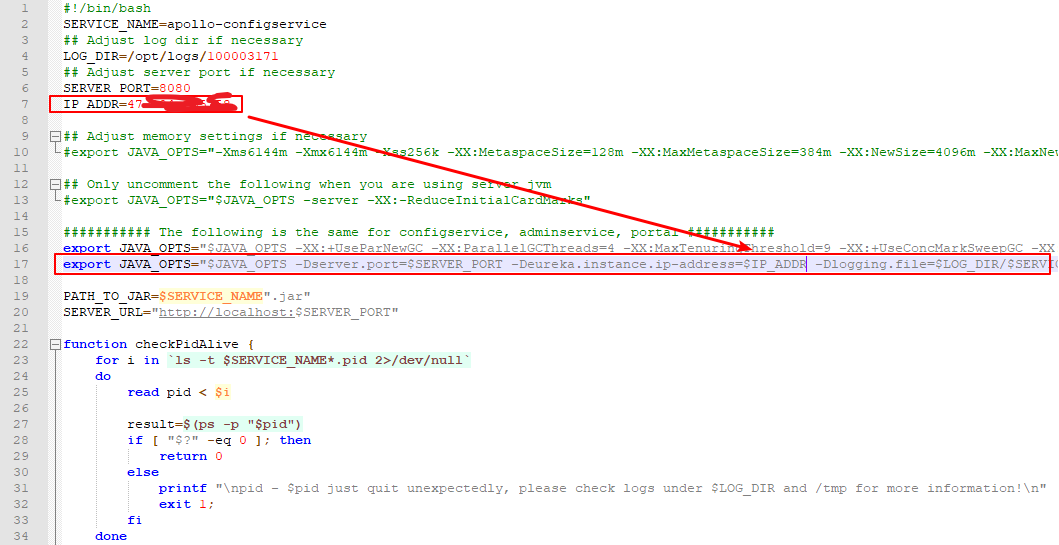 1 #!/bin/bash
2 SERVICE_NAME=apollo-configservice
3 ## Adjust log dir if necessary
4 LOG_DIR=/opt/logs/100003171
5 ## Adjust server port if necessary
6 SERVER_PORT=8080
7 IP_ADDR=47
8
9 ## Adjust memory settings if necessary
10 #export JAVA_OPTS="-Xms6144m -Xmx6144m -Xss256k -XX:MetaspaceSize=128m -XX:MaxMetaspaceSize=384m -XX:NewSize=4096m -XX:MaxNew
11
12 ## Only uncomment the following when you are using server jvm
13 #export JAVA_OPTS="$JAVA_OPTS -server -XX:-ReduceInitialCardMarks"
14
15 ########### The following is the same for configservice, adminservice, portal ###########
16 export JAVA_OPTS="$JAVA_OPTS -XX:+UseParNewGC -XX:ParallelGCThreads=4 -XX:MaxTenuringThreshold=9 -XX:+UseConcMarkSweepGC -XX
17 export JAVA_OPTS="$JAVA_OPTS -Dserver.port=$SERVER_PORT -Deureka.instance.ip-address=$IP_ADDR -Dlogging.file=$LOG_DIR/$SERVIC
18
19 PATH_TO_JAR=$SERVICE_NAME".jar"
20 SERVER_URL="http://localhost:$SERVER_PORT"
21
22 function checkPidAlive {
23 for i in `ls -t $SERVICE_NAME*.pid 2>/dev/null`
24 do
25 read pid < $i
26
27 result=$(ps -p "$pid")
28 if [ "$?" -eq 0 ]; then
29 return 0
30 else
31 printf "\npid - $pid just quit unexpectedly, please check logs under $LOG_DIR and /tmp for more information!\n"
32 exit 1;
33 fi
34 done